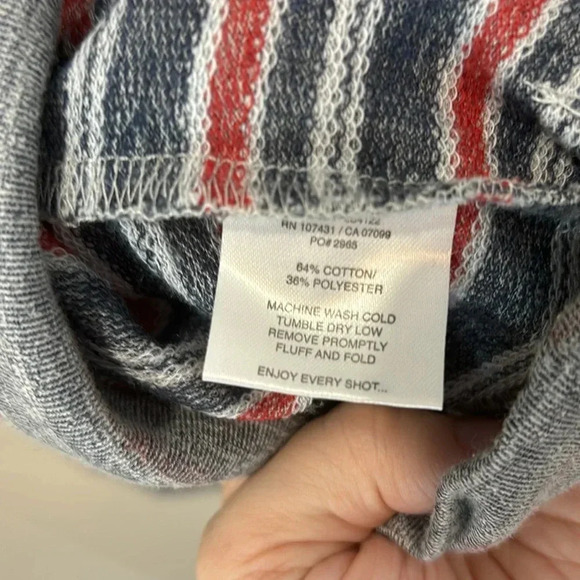 RN 107431 / CA 07099
PO# 2965
64% COTTON/
36% POLYESTER
MACHINE WASH COLD
TUMBLE DRY LOW
REMOVE PROMPTLY
FLUFF AND FOLD
ENJOY EVERY SHOT...